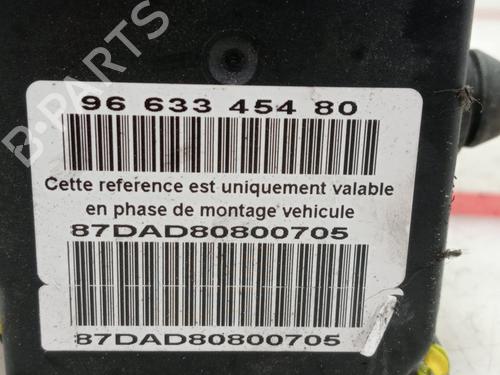 96 633 454 80
Cette reference est uniquement valable
en phase de montage vehicule
87DAD80800705
87DAD80800705
B-PARTS